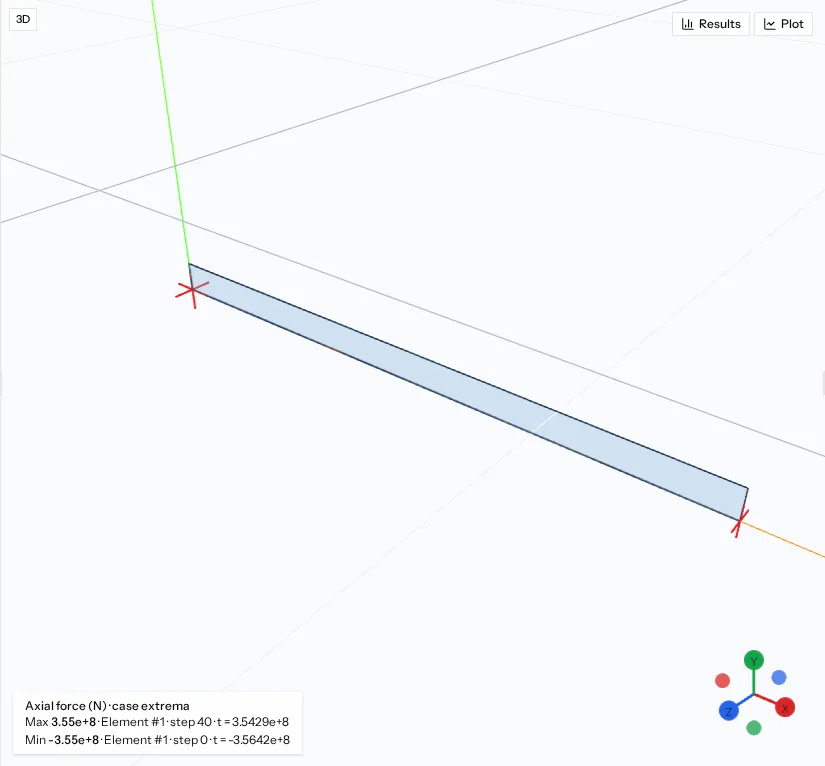 3D
Results
Plot
Axial force (N)·case extrema
Max 3.55e+8·Element #1·step 40·t = 3.5429e+8
Min -3.55e+8·Element #1·step 0·t = -3.5642e+8
Y
X
Z